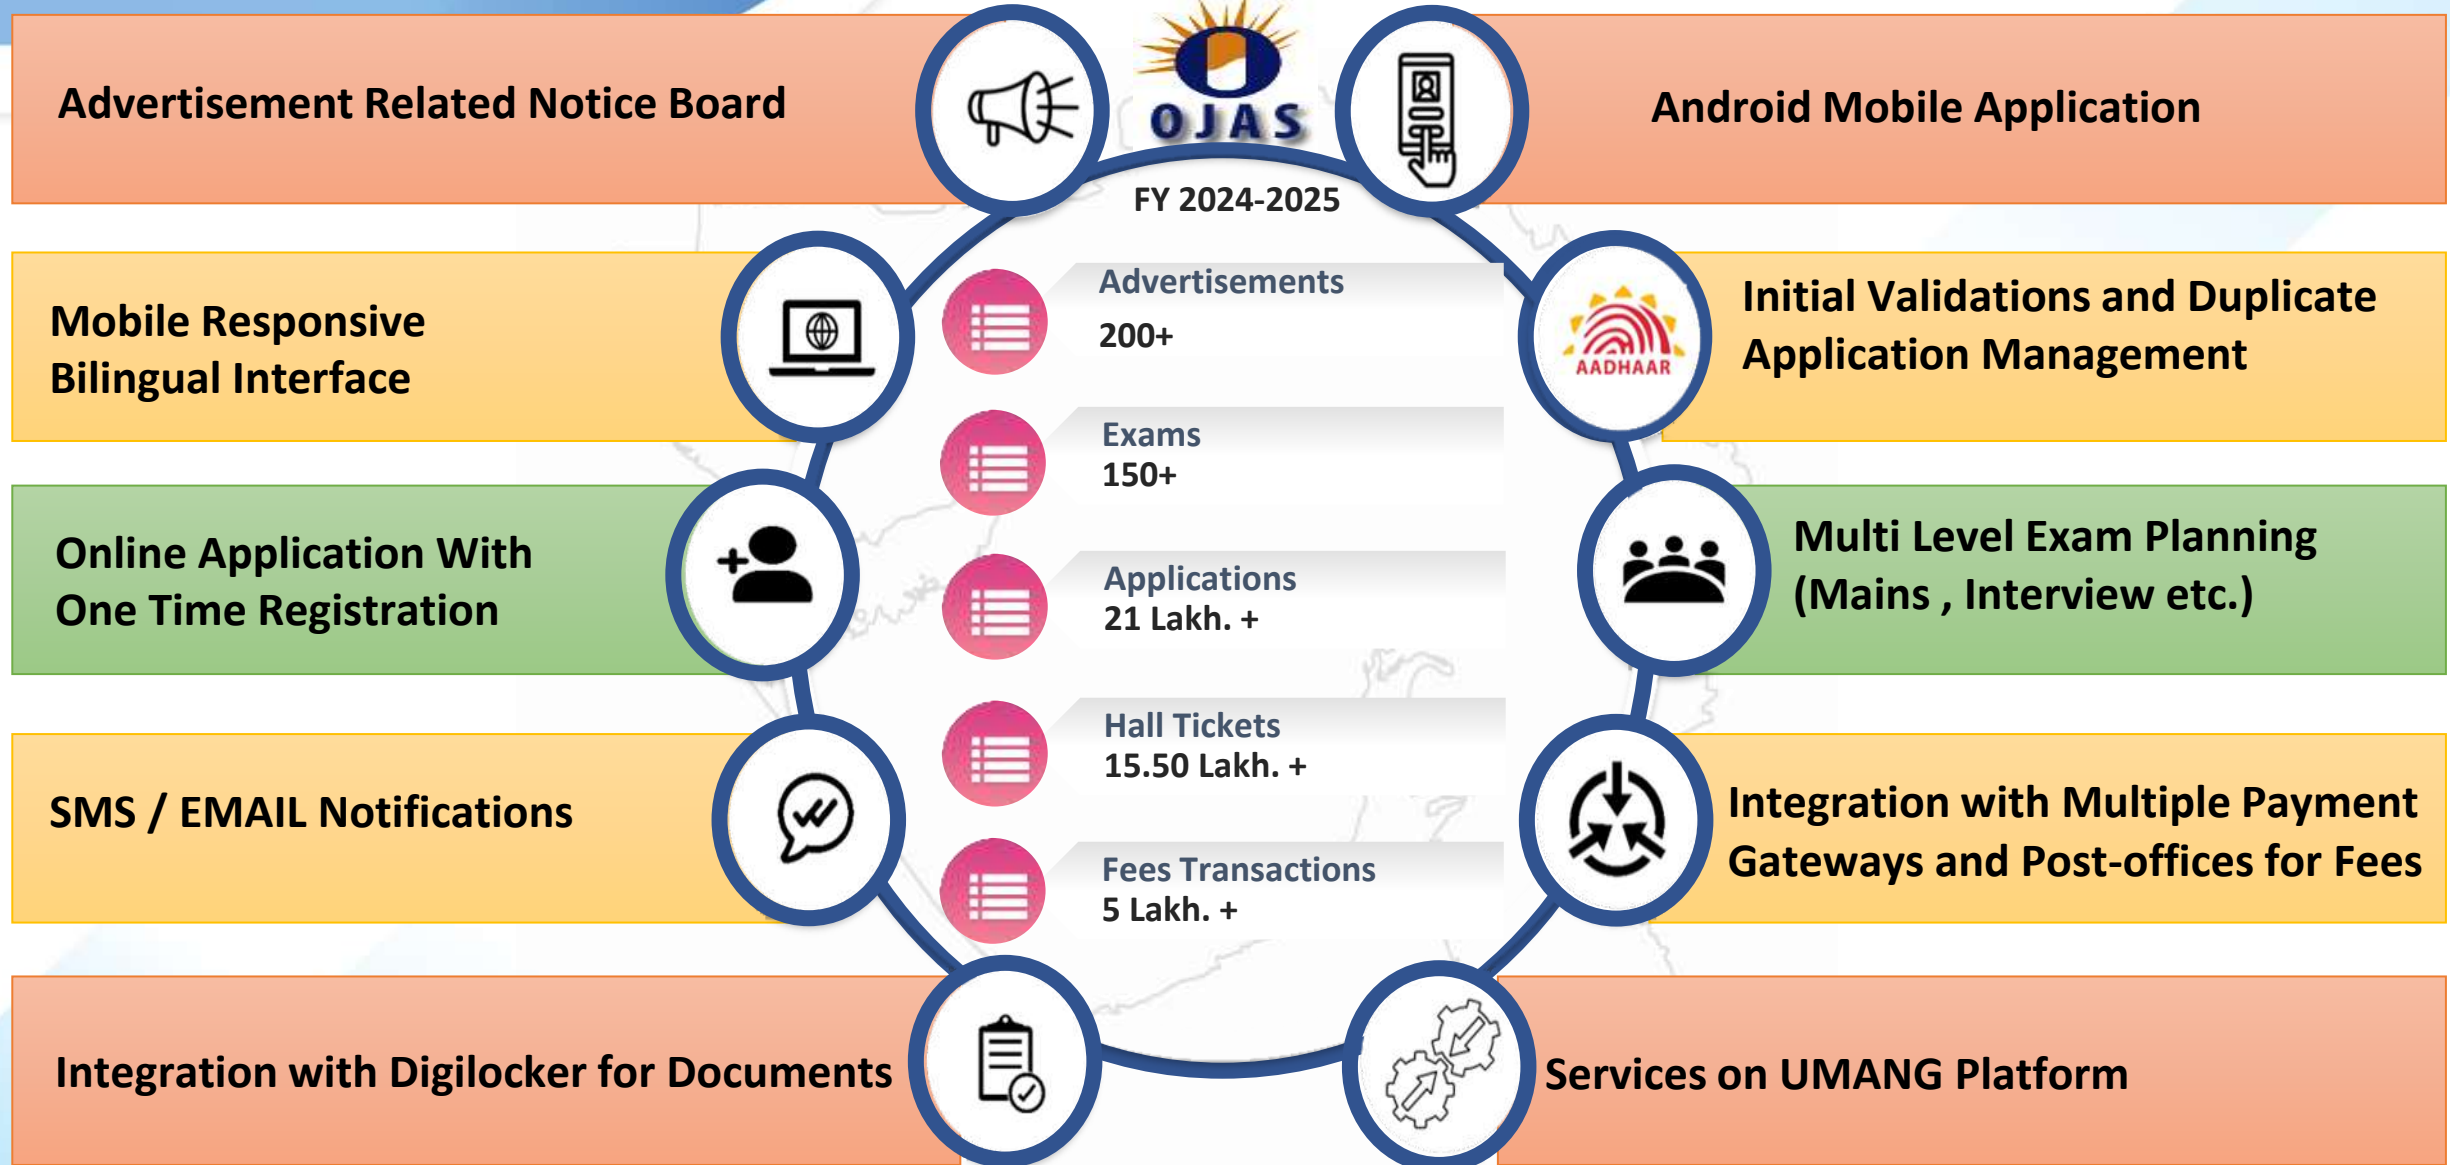 OJAS
Advertisement Related Notice Board
Android Mobile Application
FY 2024-2025
Mobile Responsive
Bilingual Interface
Advertisements
200+
AADHAAR
Initial Validations and Duplicate
Application Management
Exams
150+
Online Application With
One Time Registration
Applications
21 Lakh. +
Multi Level Exam Planning
(Mains , Interview etc.)
Hall Tickets
15.50 Lakh. +
SMS / EMAIL Notifications
Integration with Multiple Payment
Gateways and Post-offices for Fees
Fees Transactions
5 Lakh. +
Integration with Digilocker for Documents
Services on UMANG Platform